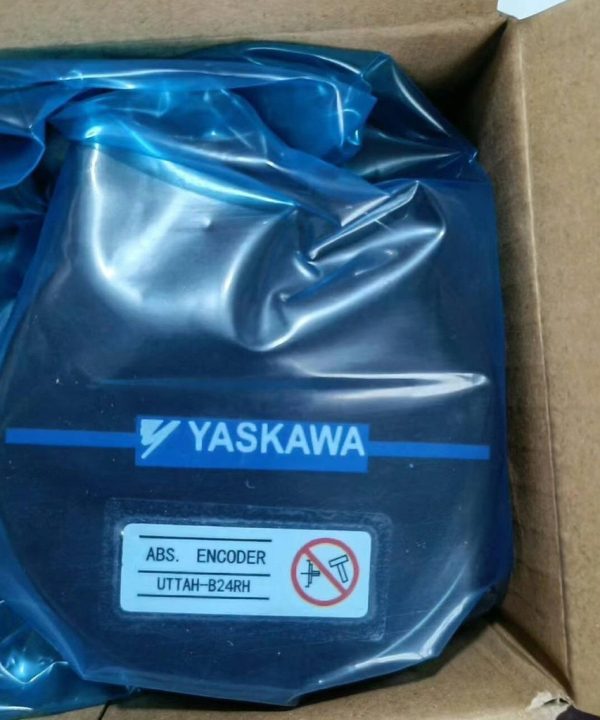 YASKAWA
ABS. ENCODER
UTTAH-B24RH